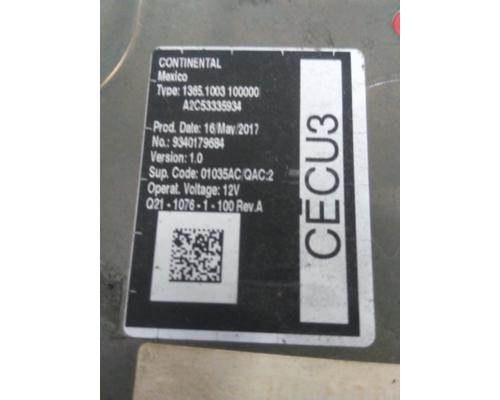 CONTINENTAL
Mexico
Type: 1365.1003 100000
A2C53335934
Prod. Date: 16/May/2017
No.: 9340179684
Version: 1.0
Sup. Code: 01035AC/QAC:2
Operat. Voltage: 12V
Q21 - 1076 - 1 - 100 Rev.A
CECU3